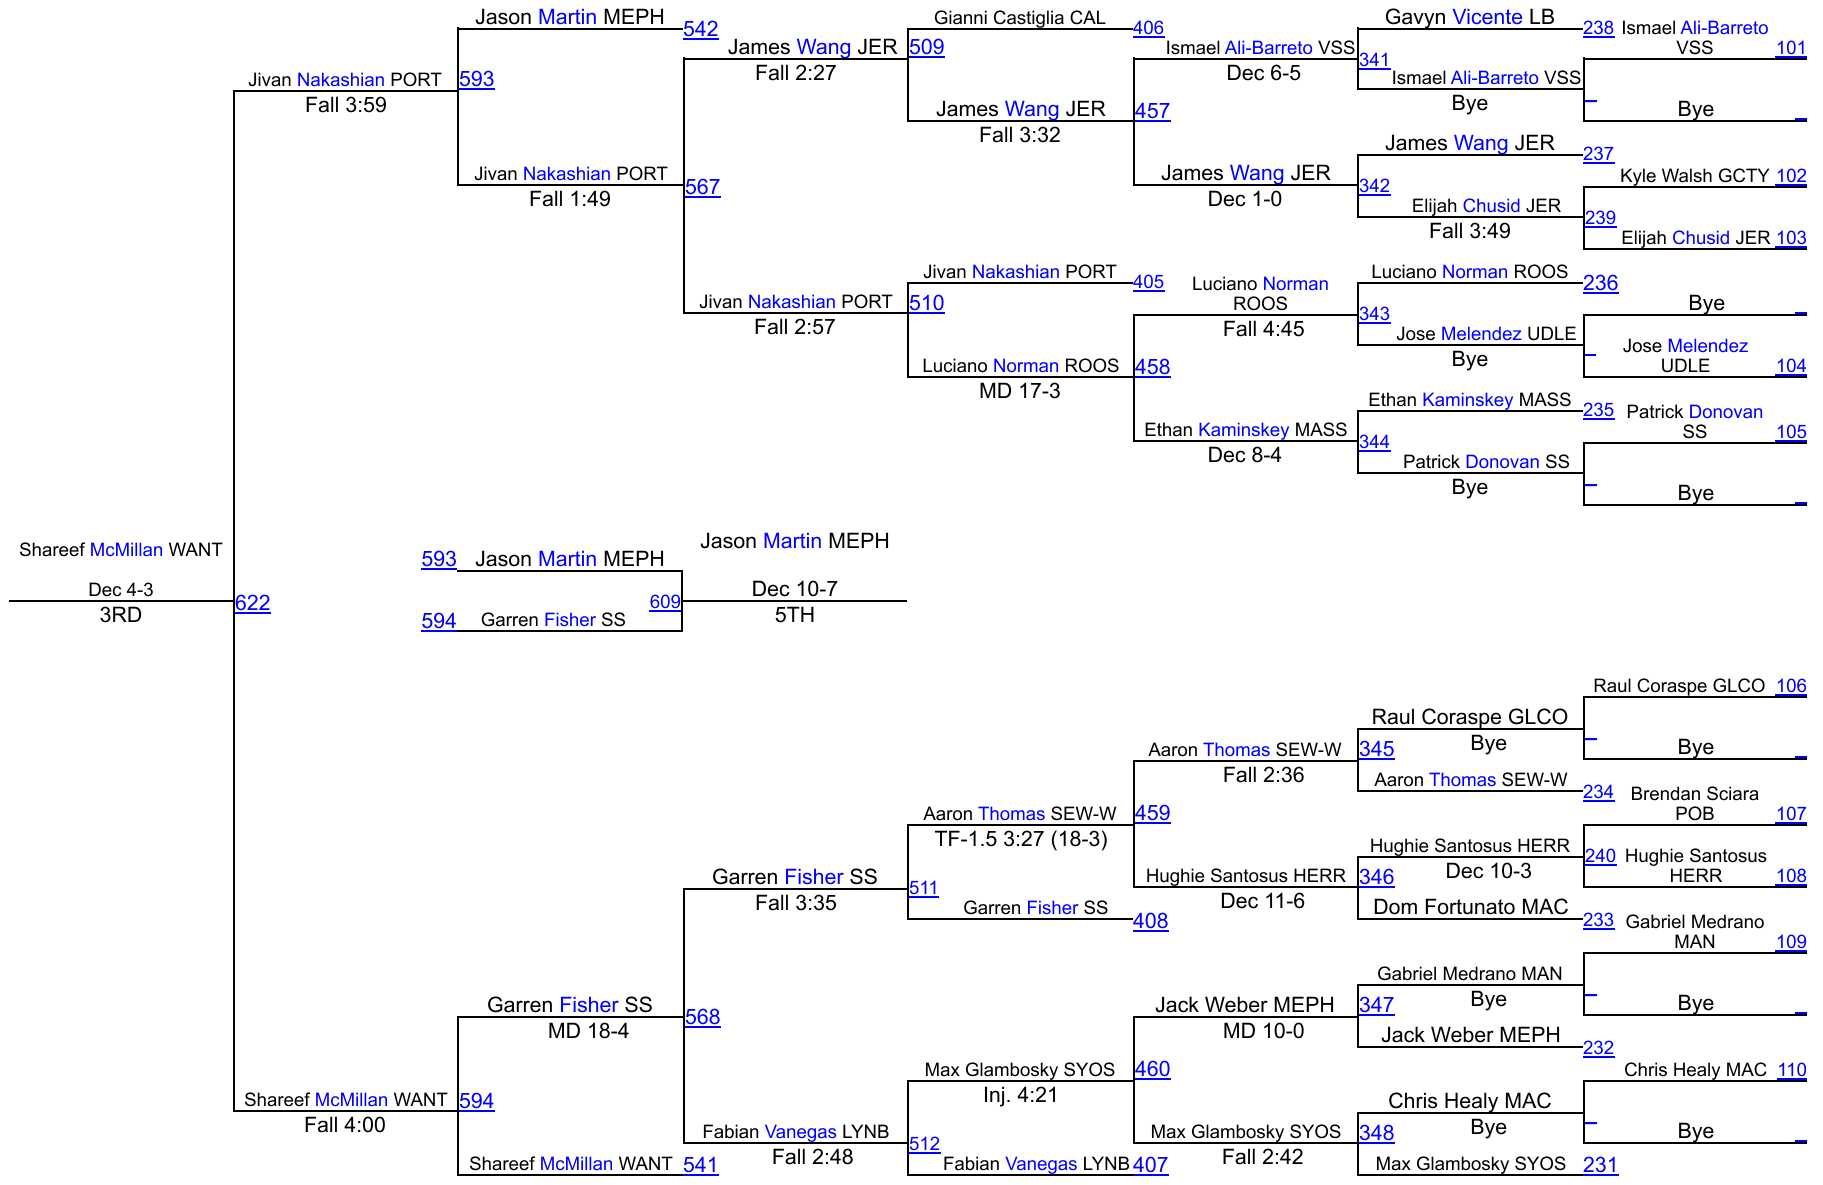 Jason Martin MEPH
542
Gianni Castiglia CAL
406
Gavyn Vicente LB
238
Ismael Ali-Barreto
VSS
101
James Wang JER
509
Fall 2:27
Ismael Ali-Barreto VSS
341
Dec 6-5
Jivan Nakashian PORT
593
Fall 3:59
Ismael Ali-Barreto VSS
Bye
James Wang JER
457
Fall 3:32
Bye
James Wang JER
237
Jivan Nakashian PORT
567
Fall 1:49
James Wang JER
342
Dec 1-0
Kyle Walsh GCTY
102
Elijah Chusid JER
239
Fall 3:49
Elijah Chusid JER
103
Jivan Nakashian PORT
405
Luciano Norman
ROOS
343
Fall 4:45
Luciano Norman ROOS
236
Jivan Nakashian PORT
510
Fall 2:57
Bye
Jose Melendez UDLE
Bye
Jose Melendez
UDLE
104
Luciano Norman ROOS
458
MD 17-3
Ethan Kaminskey MASS
235
Patrick Donovan
SS
105
Ethan Kaminskey MASS
344
Dec 8-4
Patrick Donovan SS
Bye
Bye
Shareef McMillan WANT
Dec 4-3
3RD
622
593
Jason Martin MEPH
Jason Martin MEPH
Dec 10-7
5TH
609
594
Garren Fisher SS
Raul Coraspe GLCO
106
Raul Coraspe GLCO
Bye
Bye
Aaron Thomas SEW-W
345
Fall 2:36
Aaron Thomas SEW-W
234
Brendan Sciara
POB
107
Aaron Thomas SEW-W
459
TF-1.5 3:27 (18-3)
Hughie Santosus HERR
240
Dec 10-3
Hughie Santosus
HERR
108
Garren Fisher SS
511
Fall 3:35
Hughie Santosus HERR
346
Dec 11-6
Garren Fisher SS
408
Dom Fortunato MAC
233
Gabriel Medrano
MAN
109
Gabriel Medrano MAN
Bye
Bye
Garren Fisher SS
568
MD 18-4
Jack Weber MEPH
347
MD 10-0
Jack Weber MEPH
232
Max Glambosky SYOS
460
Inj. 4:21
Chris Healy MAC
110
Shareef McMillan WANT
594
Fall 4:00
Chris Healy MAC
Bye
Bye
Fabian Vanegas LYNB
512
Fall 2:48
Max Glambosky SYOS
348
Fall 2:42
Shareef McMillan WANT
541
Fabian Vanegas LYNB
407
Max Glambosky SYOS
231